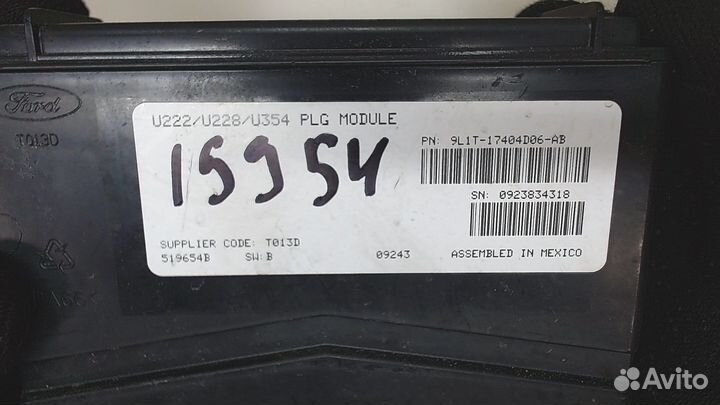 Ford
T013D
U222/U228/U354 PLG MODULE
PN: 9L1T-17404D06-AB
15954
SN: 0923834318
SUPPLIER CODE: T013D
519654B SW:B 09243 ASSEMBLED IN MEXICO
Avito